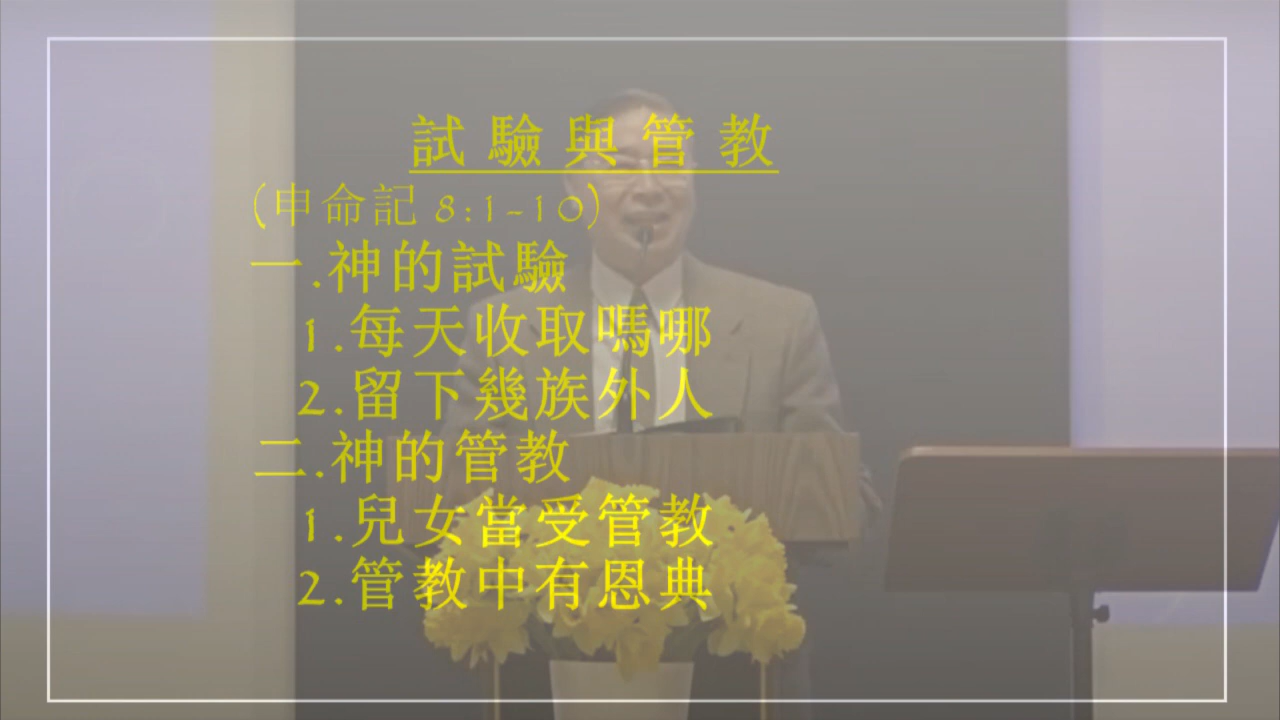 試驗與管教
(申命記 8:1-10)
一.神的試驗
1.每天收取嗎哪
2.留下幾族外人
二.神的管教
1.兒女當受管教
2.管教中有恩典